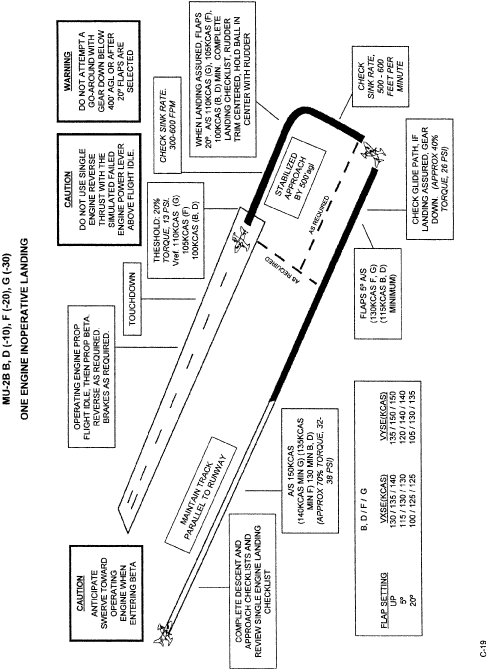 MU-2B B, D (-10), F (-20), G (-30)
ONE ENGINE INOPERATIVE LANDING
CAUTION
ANTICIPATE
SWERVE TOWARD
OPERATING
ENGINE WHEN
ENTERING BETA
OPERATING ENGINE PROP
FLIGHT IDLE, THEN PROP BETA.
REVERSE AS REQUIRED.
BRAKES AS REQUIRED.
TOUCHDOWN
CAUTION
DO NOT USE SINGLE
ENGINE REVERSE
THRUST WITH THE
SIMULATED FAILED
ENGINE POWER LEVER
ABOVE FLIGHT IDLE.
WARNING
DO NOT ATTEMPT A
GO-AROUND WITH
GEAR DOWN BELOW
400' AGL OR AFTER
20° FLAPS ARE
SELECTED
THESHOLD: 20%
TORQUE, 13 PSI,
Vref: 110KCAS (G)
105KCAS (F)
100KCAS (B, D)
CHECK SINK RATE.
300-600 FPM
WHEN LANDING ASSURED, FLAPS
20° A/S 110KCAS (G), 105KCAS (F),
100KCAS (B, D) MIN. COMPLETE
LANDING CHECKLIST, RUDDER
TRIM CENTERED, HOLD BALL IN
CENTER WITH RUDDER
MAINTAIN TRACK
PARALLEL TO RUNWAY
AS REQUIRED
AS REQUIRED
STABILIZED
APPROACH
BY 500' agl
CHECK
SINK RATE,
500 - 600
FEET PER
MINUTE
COMPLETE DESCENT AND
APPROACH CHECKLISTS AND
REVIEW SINGLE ENGINE LANDING
CHECKLIST
A/S 150KCAS
(140KCAS MIN G) (135KCAS
MIN F) 130 MIN B, D)
(APPROX 70% TORQUE, 32-
38 PSI)
FLAPS 5° A/S
(130KCAS F, G)
(115KCAS B, D)
MINIMUM)
CHECK GLIDE PATH, IF
LANDING ASSURED, GEAR
DOWN. (APPROX 40%
TORQUE, 26 PSI)
B, D / F / G
FLAP SETTING VXSE(KCAS) VYSE(KCAS)
UP 130 / 135 / 140 135 / 150 / 150
5° 115 / 130 / 130 120 / 140 / 140
20° 100 / 125 / 125 105 / 130 / 135
C-19